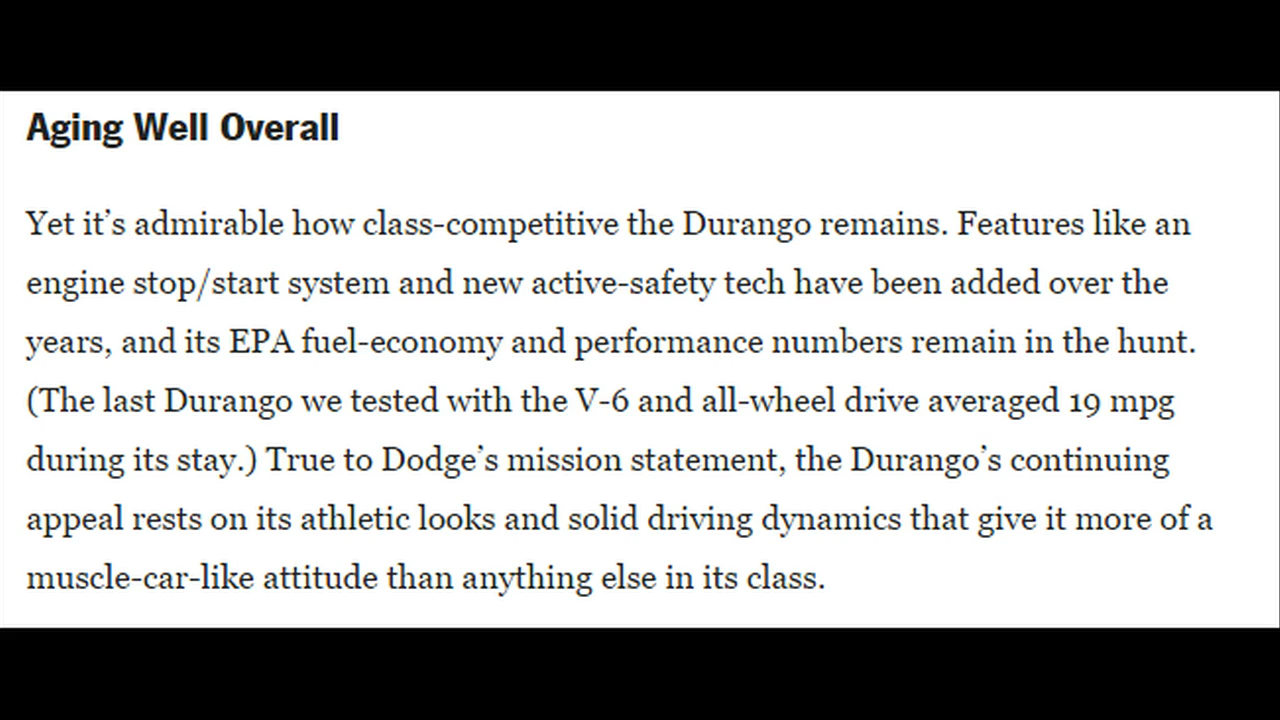 Aging Well Overall
Yet it’s admirable how class-competitive the Durango remains. Features like an
engine stop/start system and new active-safety tech have been added over the
years, and its EPA fuel-economy and performance numbers remain in the hunt.
(The last Durango we tested with the V-6 and all-wheel drive averaged 19 mpg
during its stay.) True to Dodge’s mission statement, the Durango’s continuing
appeal rests on its athletic looks and solid driving dynamics that give it more of a
muscle-car-like attitude than anything else in its class.